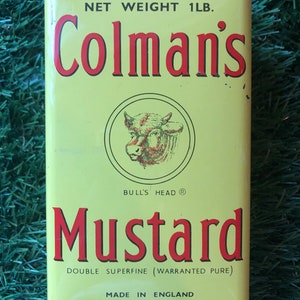 NET WEIGHT 1LB.
Colman's
BULL'S HEAD ®
Mustard
DOUBLE SUPERFINE (WARRANTED PURE)
MADE IN ENGLAND